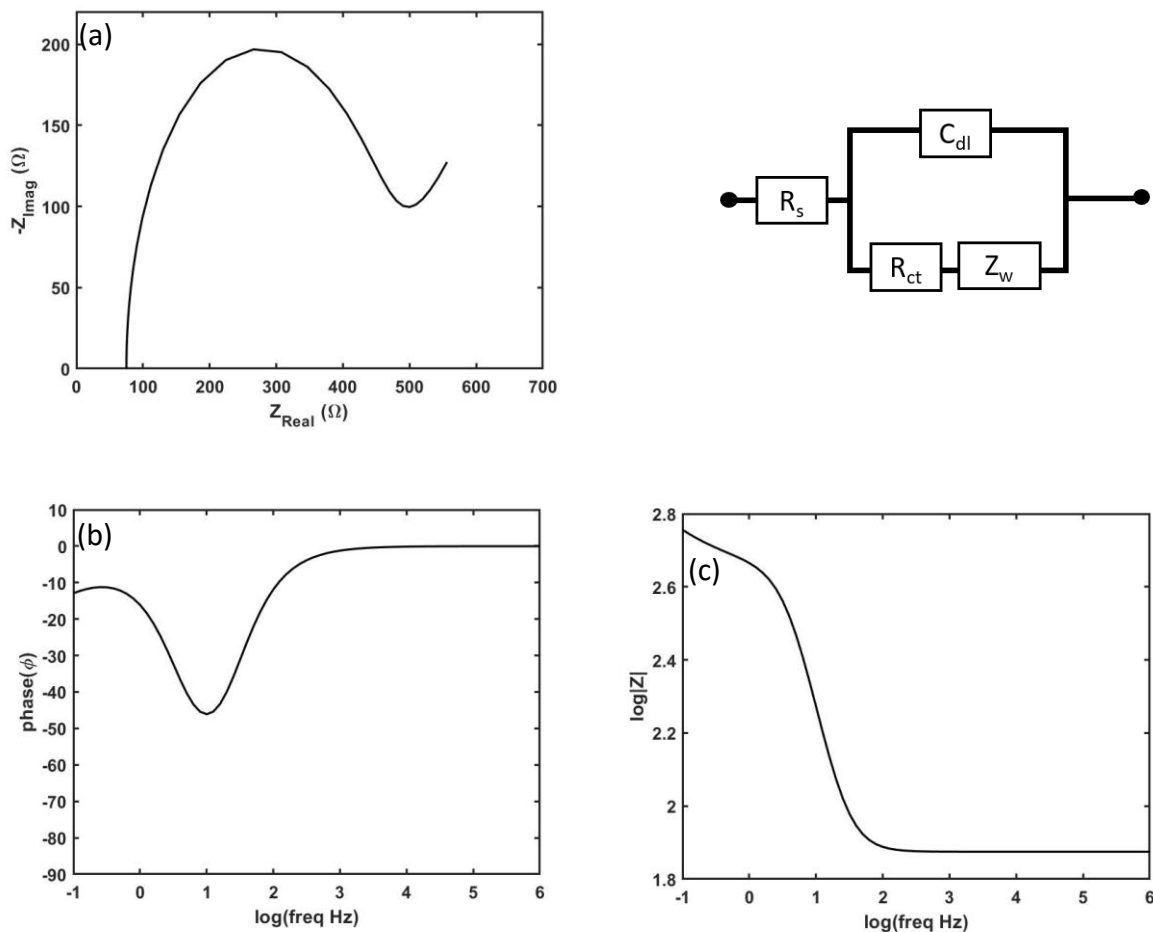 (a)
200
150
100
50
0
-Z_Imag (Ω)
0 100 200 300 400 500 600 700
Z_Real (Ω)
C_dl
R_s
R_ct Z_w
(b)
10
0
-10
-20
-30
-40
-50
-60
-70
-80
-90
phase(ϕ)
-1 0 1 2 3 4 5 6
log(freq Hz)
(c)
2.8
2.6
2.4
2.2
2
1.8
log|Z|
-1 0 1 2 3 4 5 6
log(freq Hz)